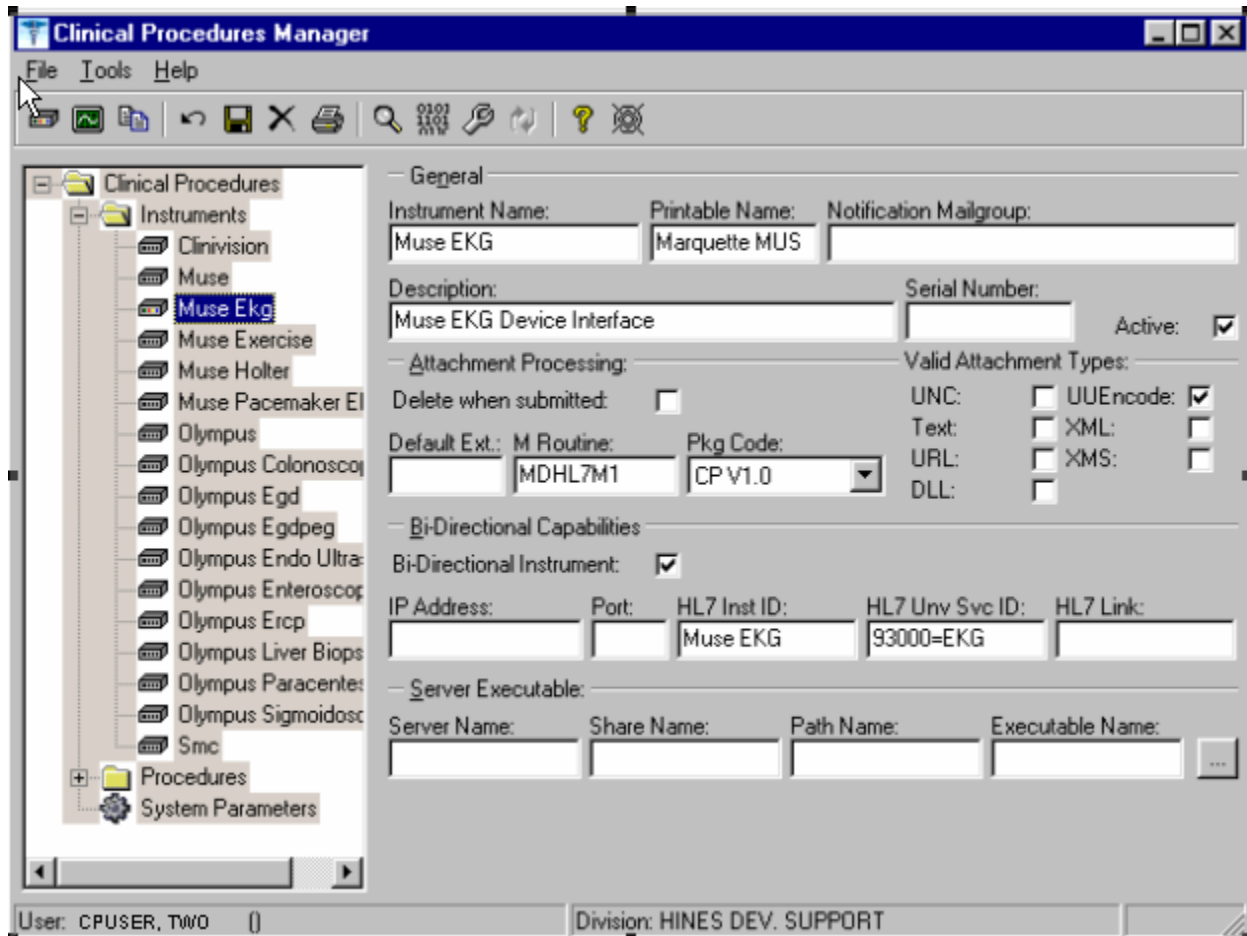 Clinical Procedures Manager
File Tools Help
Clinical Procedures
Instruments
Clinivision
Muse
Muse Ekg
Muse Exercise
Muse Holter
Muse Pacemaker El
Olympus
Olympus Colonoscop
Olympus Egd
Olympus Egdpeg
Olympus Endo Ultra
Olympus Enteroscop
Olympus Ercp
Olympus Liver Biops
Olympus Paracentes
Olympus Sigmoidosc
Smc
Procedures
System Parameters
General
Instrument Name: Printable Name: Notification Mailgroup:
Muse EKG Marquette MUS
Description: Serial Number:
Muse EKG Device Interface
Active:
Attachment Processing: Valid Attachment Types:
Delete when submitted: UNC: UUEncode:
Text: XML:
Default Ext.: M Routine: Pkg Code: URL: XMS:
MDHL7M1 CP V1.0
DLL:
Bi-Directional Capabilities
Bi-Directional Instrument:
IP Address: Port: HL7 Inst ID: HL7 Unv Svc ID: HL7 Link:
Muse EKG 93000=EKG
Server Executable:
Server Name: Share Name: Path Name: Executable Name:
...
User: CPUSER, TWO () Division: HINES DEV. SUPPORT